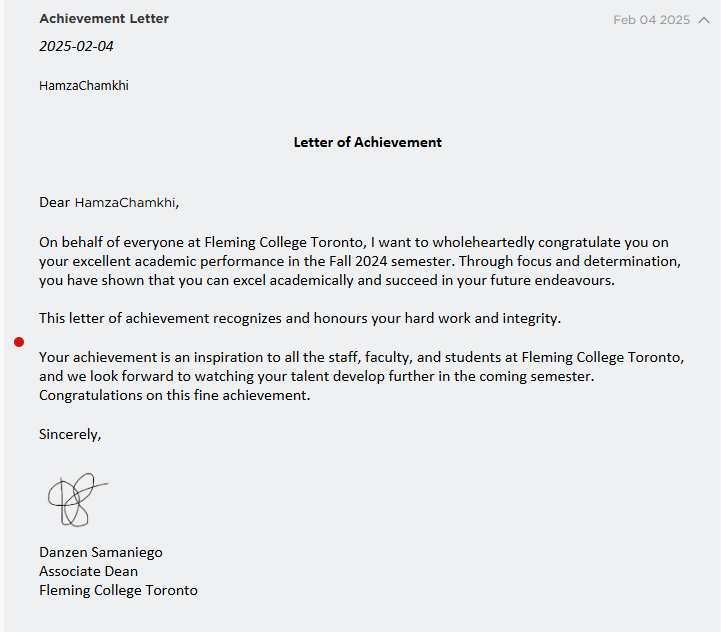 Achievement Letter
Feb 04 2025
2025-02-04
HamzaChamkhi
Letter of Achievement
Dear HamzaChamkhi,
On behalf of everyone at Fleming College Toronto, I want to wholeheartedly congratulate you on
your excellent academic performance in the Fall 2024 semester. Through focus and determination,
you have shown that you can excel academically and succeed in your future endeavours.
This letter of achievement recognizes and honours your hard work and integrity.
Your achievement is an inspiration to all the staff, faculty, and students at Fleming College Toronto,
and we look forward to watching your talent develop further in the coming semester.
Congratulations on this fine achievement.
Sincerely,
Danzen Samaniego
Associate Dean
Fleming College Toronto